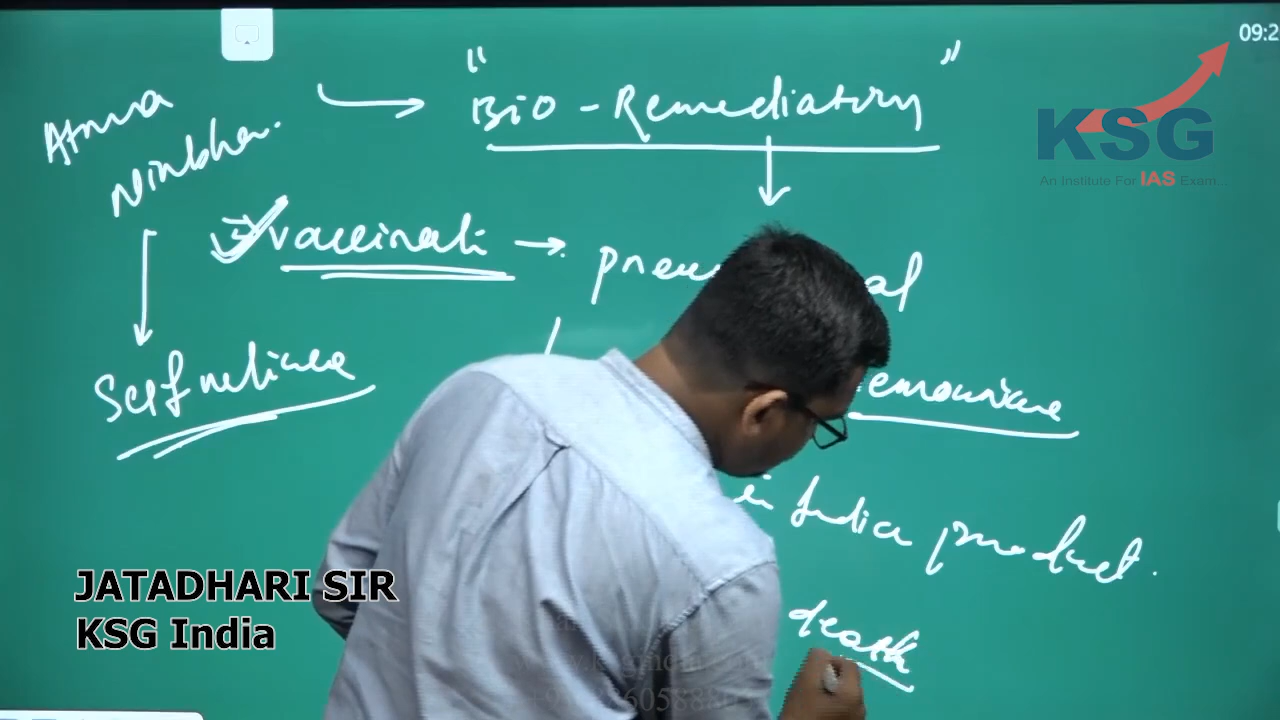 09:2
" Bio - Remediatory "
KSG
An Institute For IAS Exam...
Atma
Nirbhar.
vaccinati →
Self reliance
in India product.
death
JATADHARI SIR
KSG India